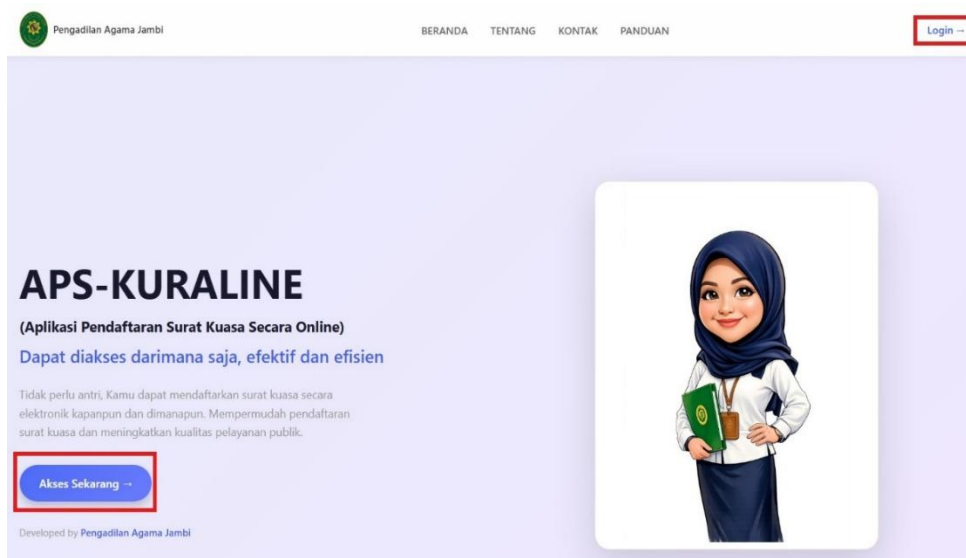 Pengadilan Agama Jambi
BERANDA TENTANG KONTAK PANDUAN
Login →
APS-KURALINE
(Aplikasi Pendaftaran Surat Kuasa Secara Online)
Dapat diakses darimana saja, efektif dan efisien
Tidak perlu antri, Kamu dapat mendaftarkan surat kuasa secara
elektronik kapanpun dan dimanapun. Mempermudah pendaftaran
surat kuasa dan meningkatkan kualitas pelayanan publik.
Akses Sekarang →
Developed by Pengadilan Agama Jambi